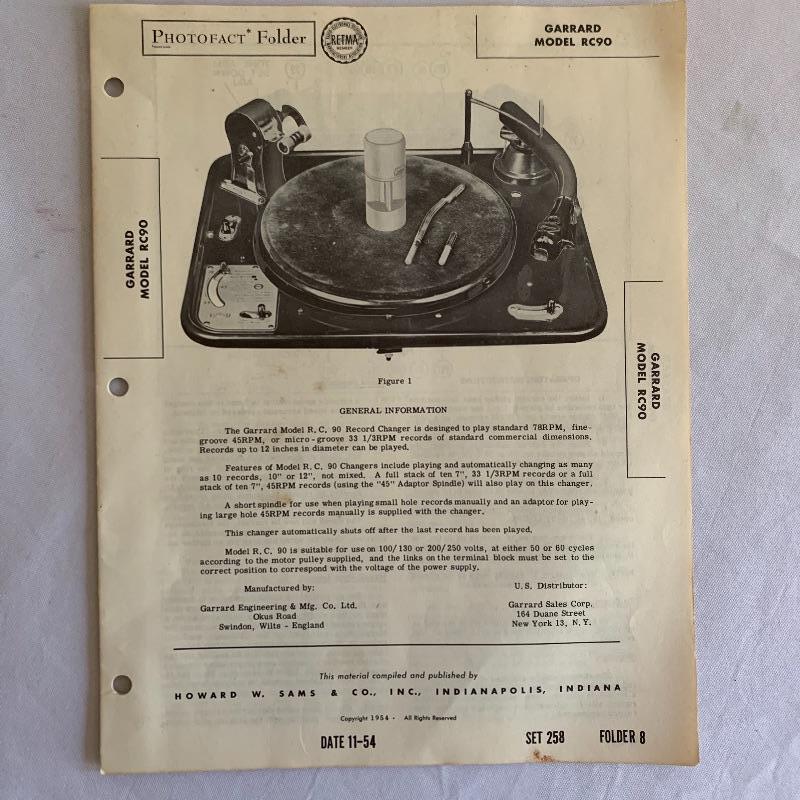 PHOTOFACT* Folder
RETMA
MEMBER
GARRARD
MODEL RC90
GARRARD
MODEL RC90
GARRARD
MODEL RC90
Figure 1
GENERAL INFORMATION
The Garrard Model R. C. 90 Record Changer is desinged to play standard 78RPM, fine-
groove 45RPM, or micro-groove 33 1/3RPM records of standard commercial dimensions.
Records up to 12 inches in diameter can be played.
Features of Model R. C. 90 Changers include playing and automatically changing as many
as 10 records, 10" or 12", not mixed. A full stack of ten 7", 33 1/3RPM records or a full
stack of ten 7", 45RPM records (using the "45" Adaptor Spindle) will also play on this changer.
A short spindle for use when playing small hole records manually and an adaptor for play-
ing large hole 45RPM records manually is supplied with the changer.
This changer automatically shuts off after the last record has been played.
Model R. C. 90 is suitable for use on 100/130 or 200/250 volts, at either 50 or 60 cycles
according to the motor pulley supplied, and the links on the terminal block must be set to the
correct position to correspond with the voltage of the power supply.
Manufactured by:
Garrard Engineering & Mfg. Co. Ltd.
Okus Road
Swindon, Wilts - England
U. S. Distributor:
Garrard Sales Corp.
164 Duane Street
New York 13, N. Y.
This material compiled and published by
HOWARD W. SAMS & CO., INC., INDIANAPOLIS, INDIANA
Copyright 1954 · All Rights Reserved
DATE 11-54
SET 258
FOLDER 8